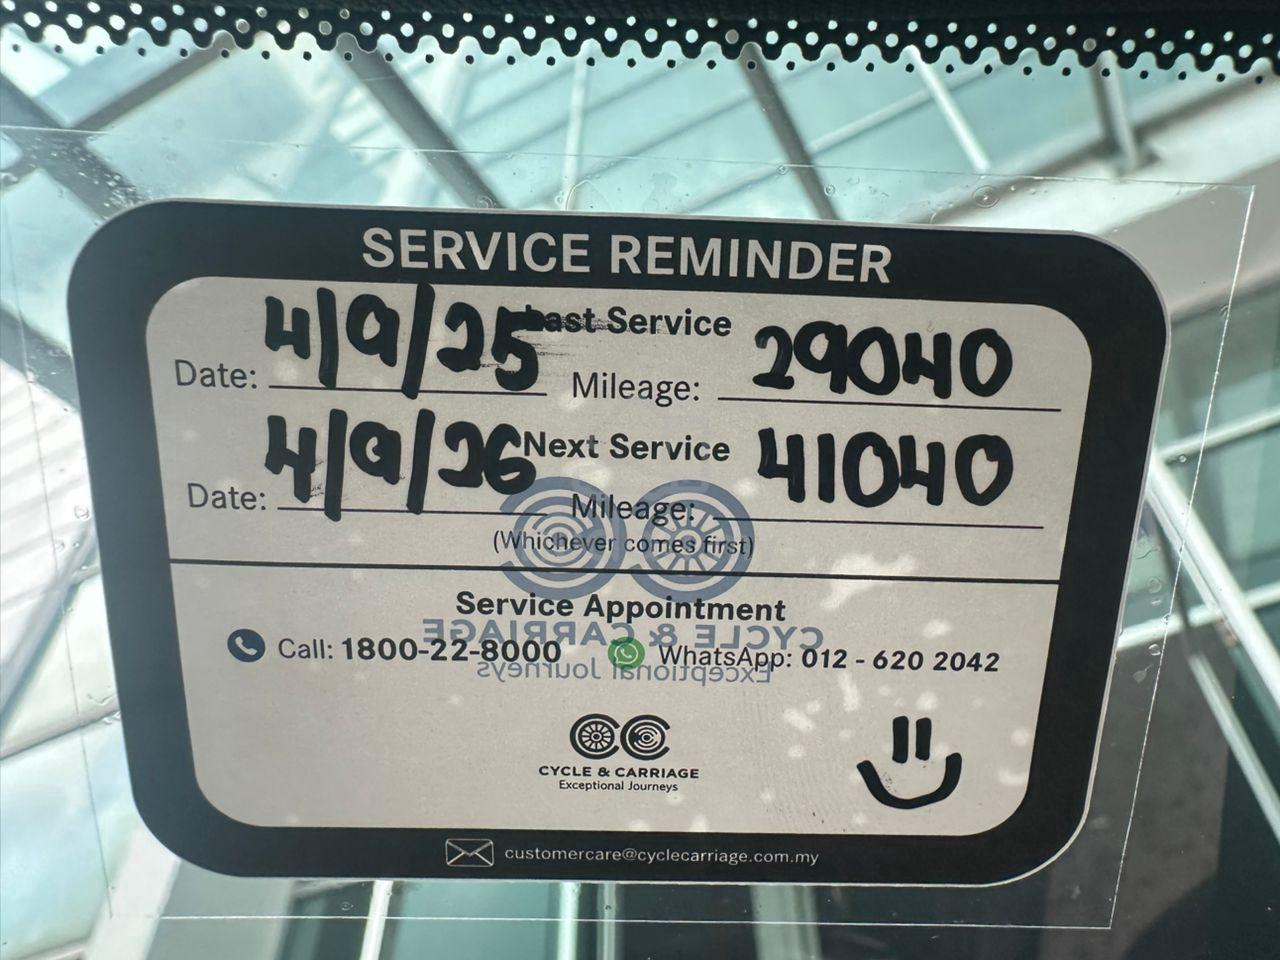 SERVICE REMINDER
Last Service
Date: 4/9/25 Mileage: 29040
Next Service
Date: 4/9/26 Mileage: 41040
(Whichever comes first)
Service Appointment
CYCLE & CARRIAGE
Call: 1800-22-8000 WhatsApp: 012 - 620 2042
Exceptional Journeys
CYCLE & CARRIAGE
Exceptional Journeys
customercare@cyclecarriage.com.my